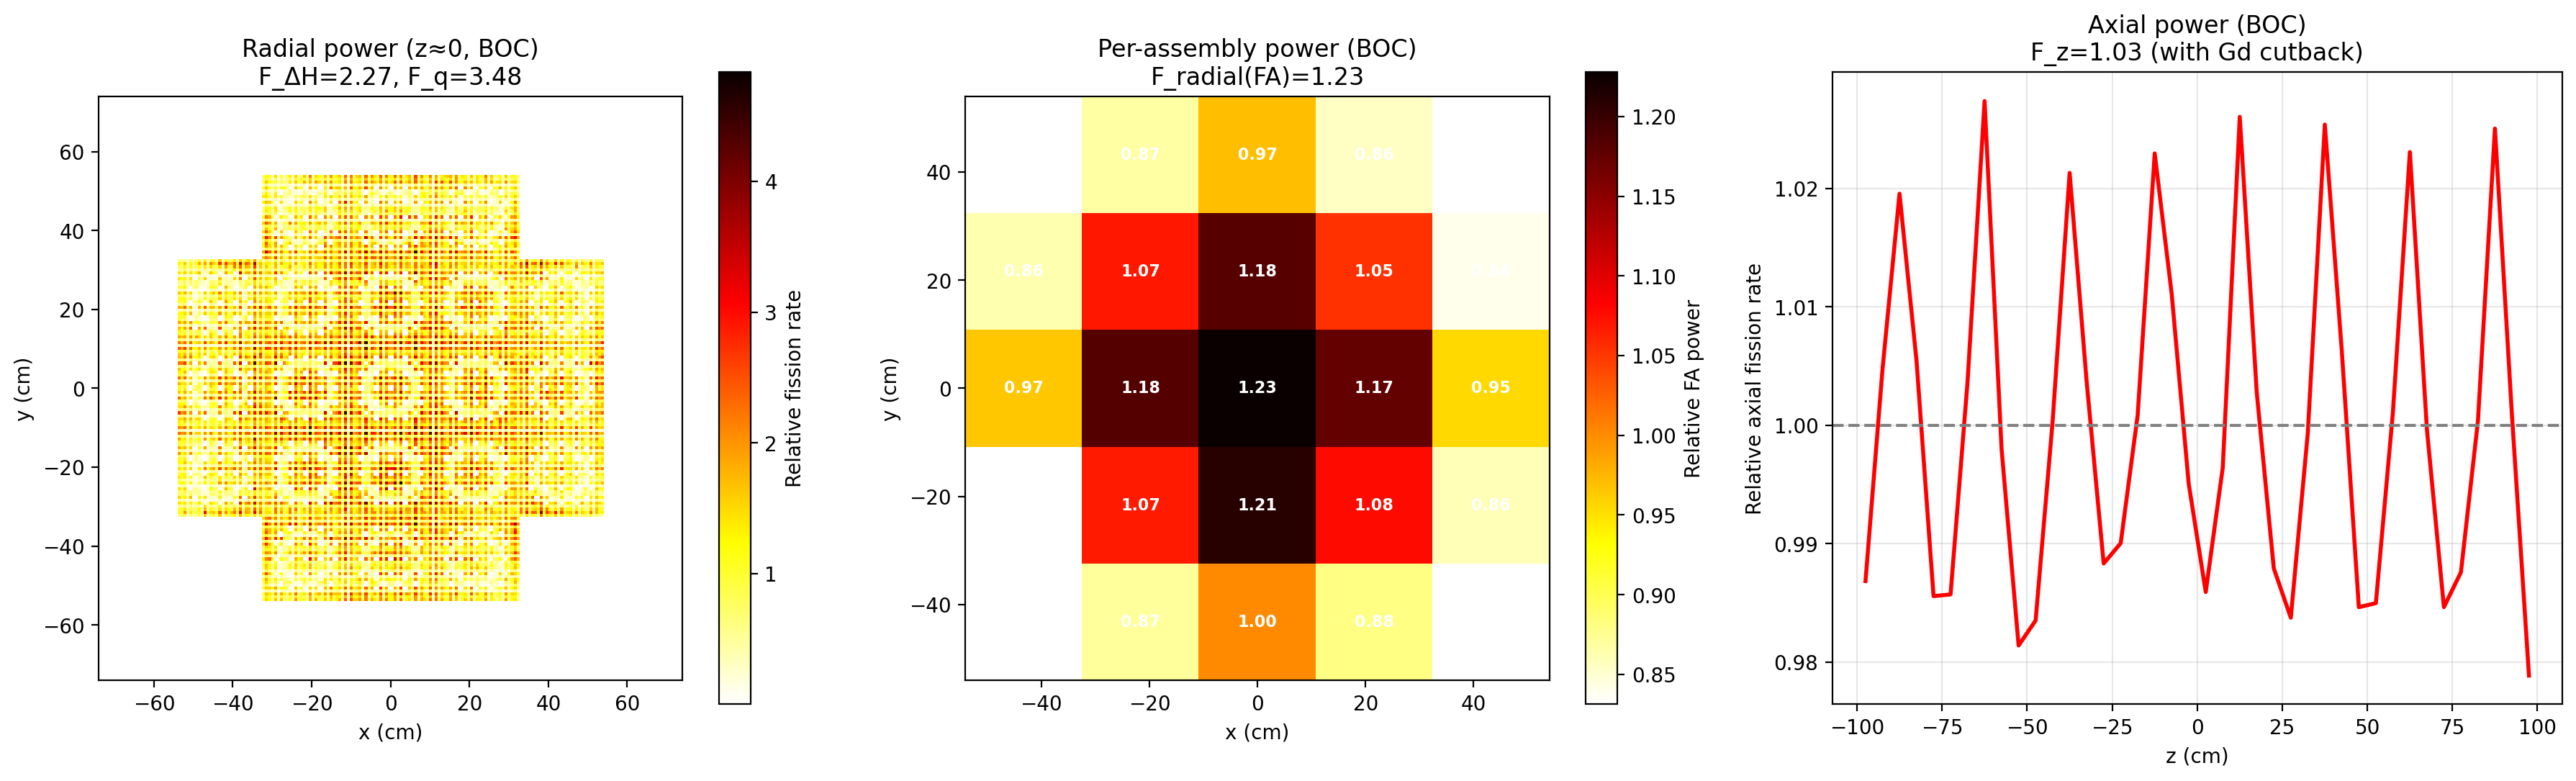 Radial power (z≈0, BOC)
F_ΔH=2.27, F_q=3.48
60
40
20
0
−20
−40
−60
y (cm)
−60 −40 −20 0 20 40 60
x (cm)
4
3
2
1
Relative fission rate
Per-assembly power (BOC)
F_radial(FA)=1.23
40
20
0
−20
−40
y (cm)
0.87 0.97 0.86
0.86 1.07 1.18 1.05
0.97 1.18 1.23 1.17 0.95
1.07 1.21 1.08 0.86
0.87 1.00 0.88
−40 −20 0 20 40
x (cm)
1.20
1.15
1.10
1.05
1.00
0.95
0.90
0.85
Relative FA power
Axial power (BOC)
F_z=1.03 (with Gd cutback)
1.02
1.01
1.00
0.99
0.98
Relative axial fission rate
−100 −75 −50 −25 0 25 50 75 100
z (cm)